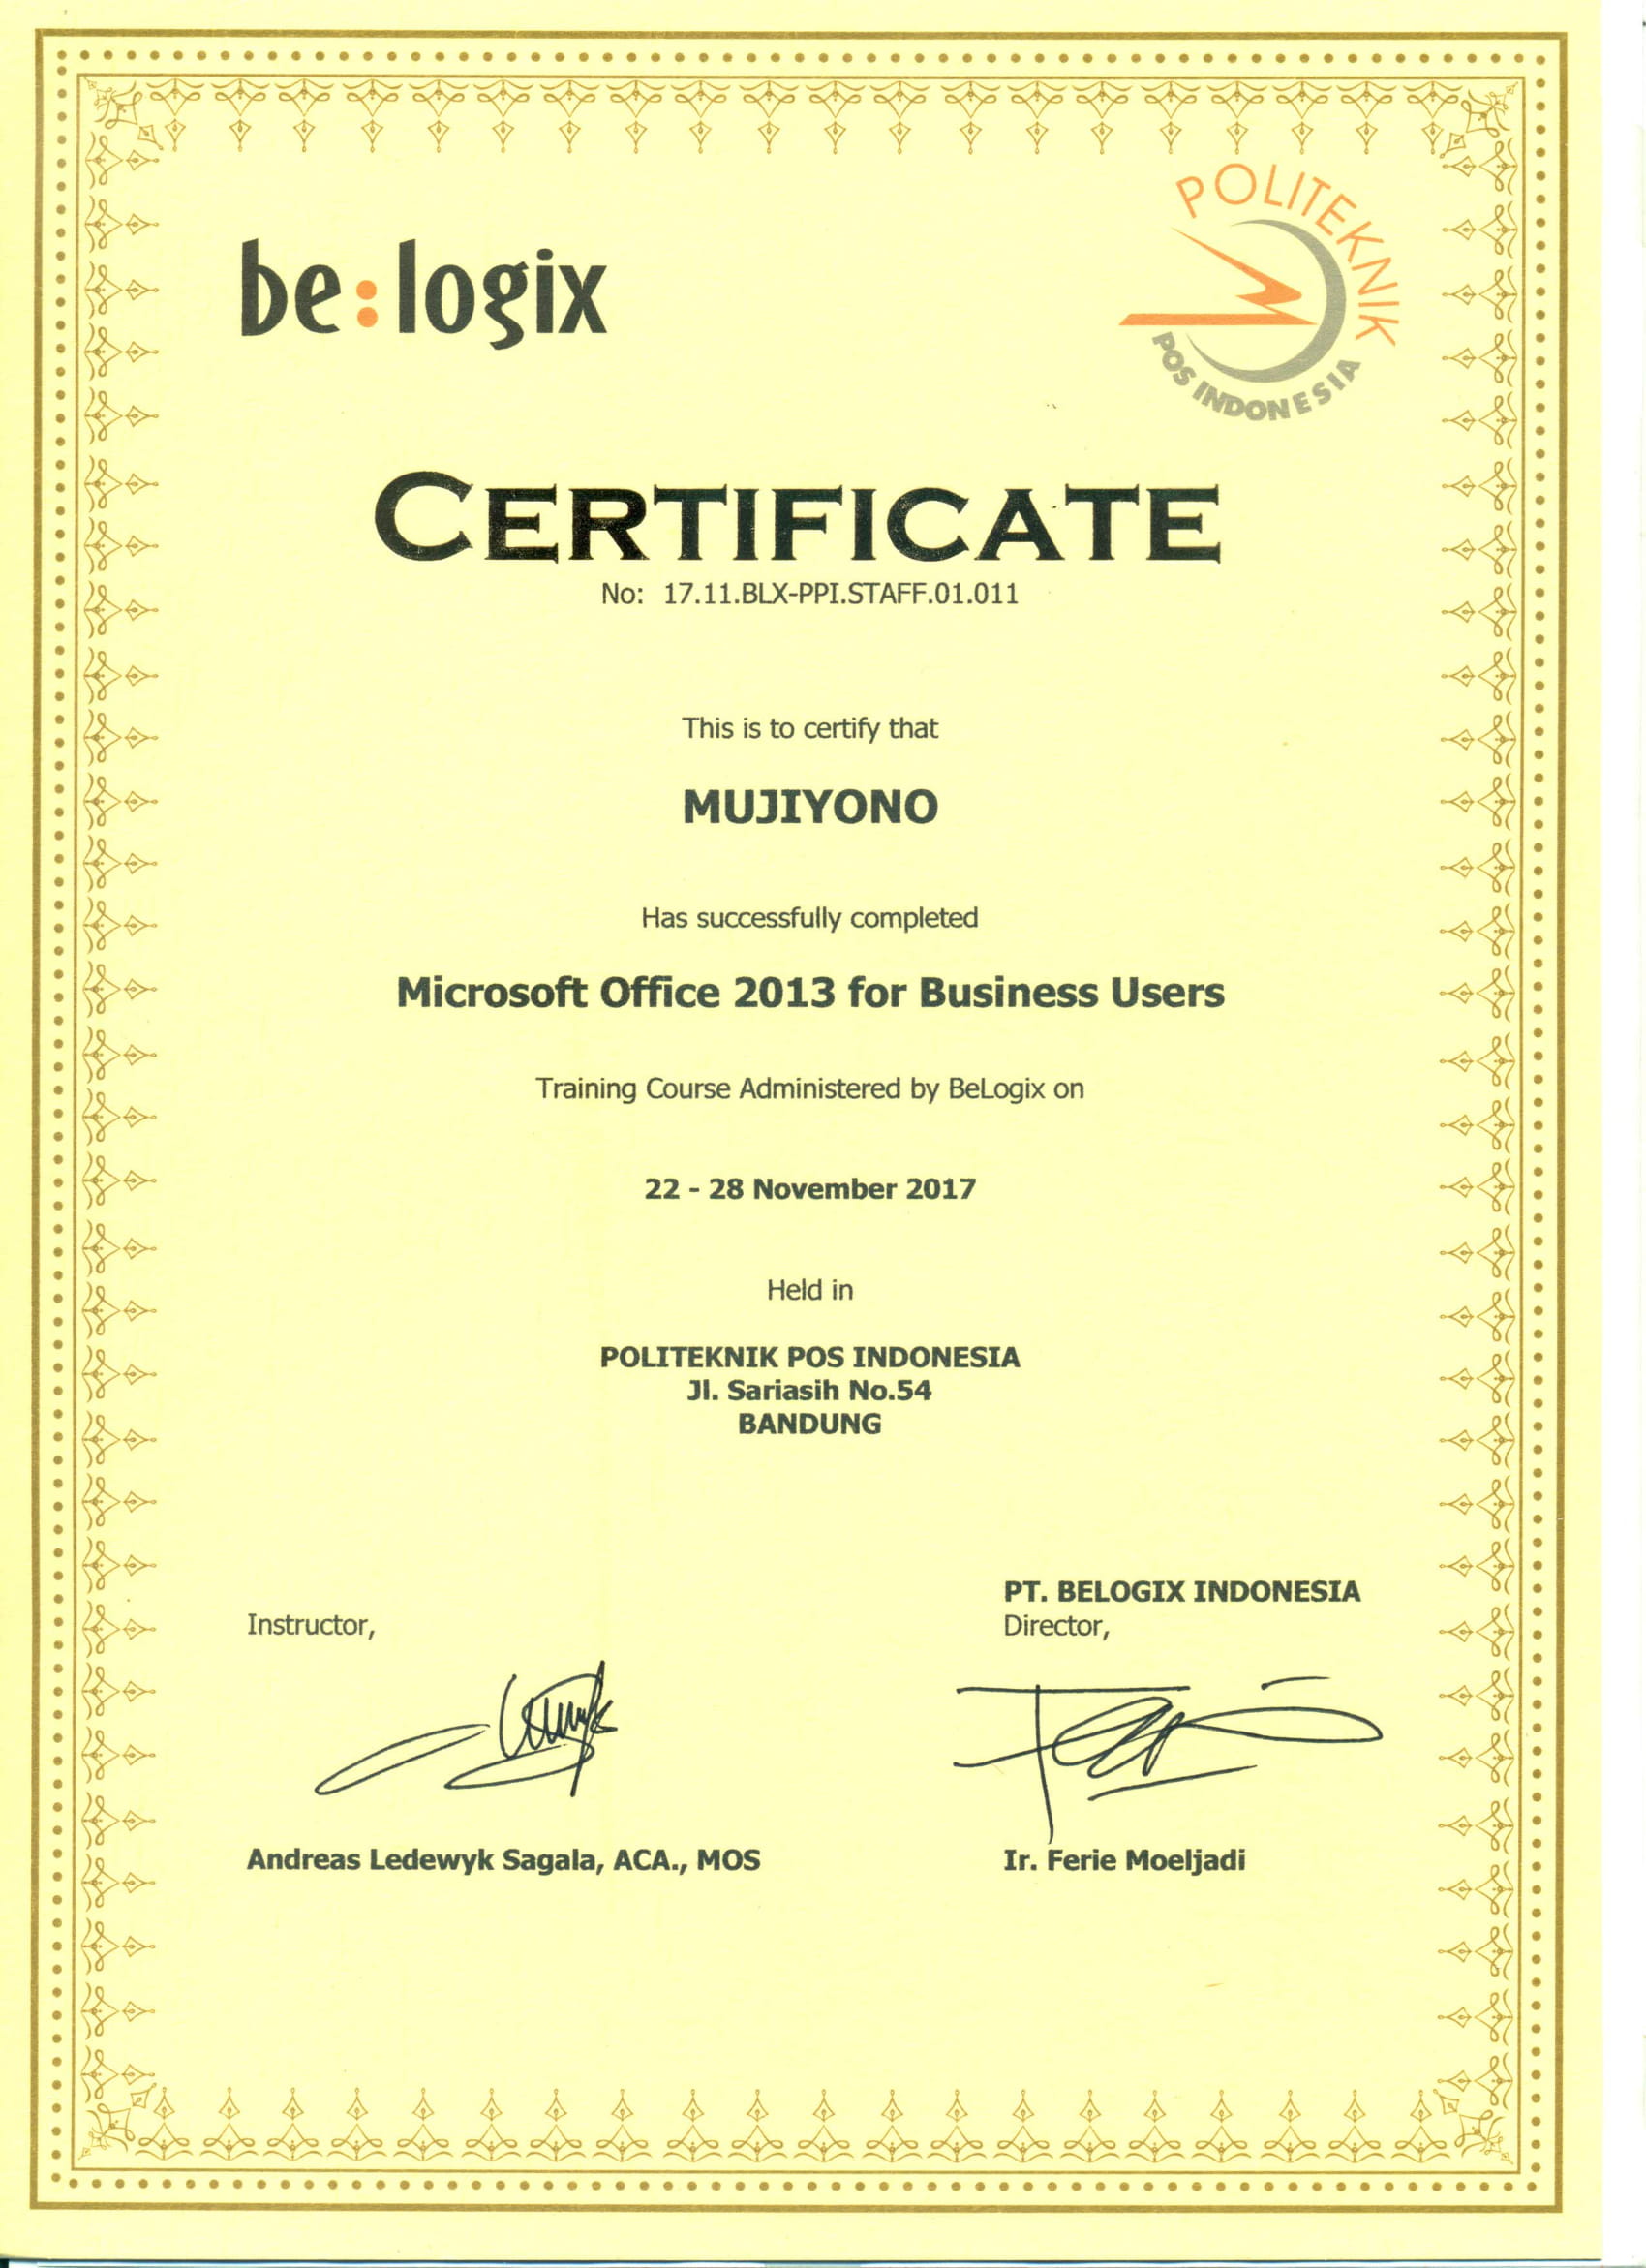 be:logix
POLITEKNIK
POS INDONESIA
CERTIFICATE
No: 17.11.BLX-PPI.STAFF.01.011
This is to certify that
MUJIYONO
Has successfully completed
Microsoft Office 2013 for Business Users
Training Course Administered by BeLogix on
22 - 28 November 2017
Held in
POLITEKNIK POS INDONESIA
Jl. Sariasih No.54
BANDUNG
PT. BELOGIX INDONESIA
Instructor,
Director,
Andreas Ledewyk Sagala, ACA., MOS
Ir. Ferie Moeljadi